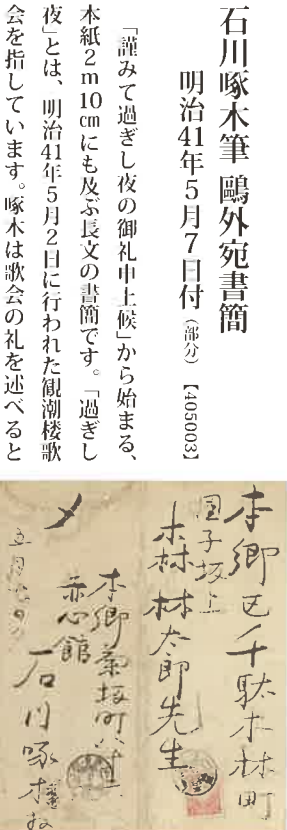 石川啄木筆 鷗外宛書簡
明治41年5月7日付（部分）【405003】
「謹みて過ぎし夜の御礼申上候」から始まる、
本紙2m10㎝にも及ぶ長文の書簡です。「過ぎし
夜」とは、明治41年5月2日に行われた観潮楼歌
会を指しています。啄木は歌会の礼を述べると
本郷区千駄木林町
団子坂上
森林太郎先生
本郷菊坂町八十二
赤心館
石川啄木
五月七日
〆